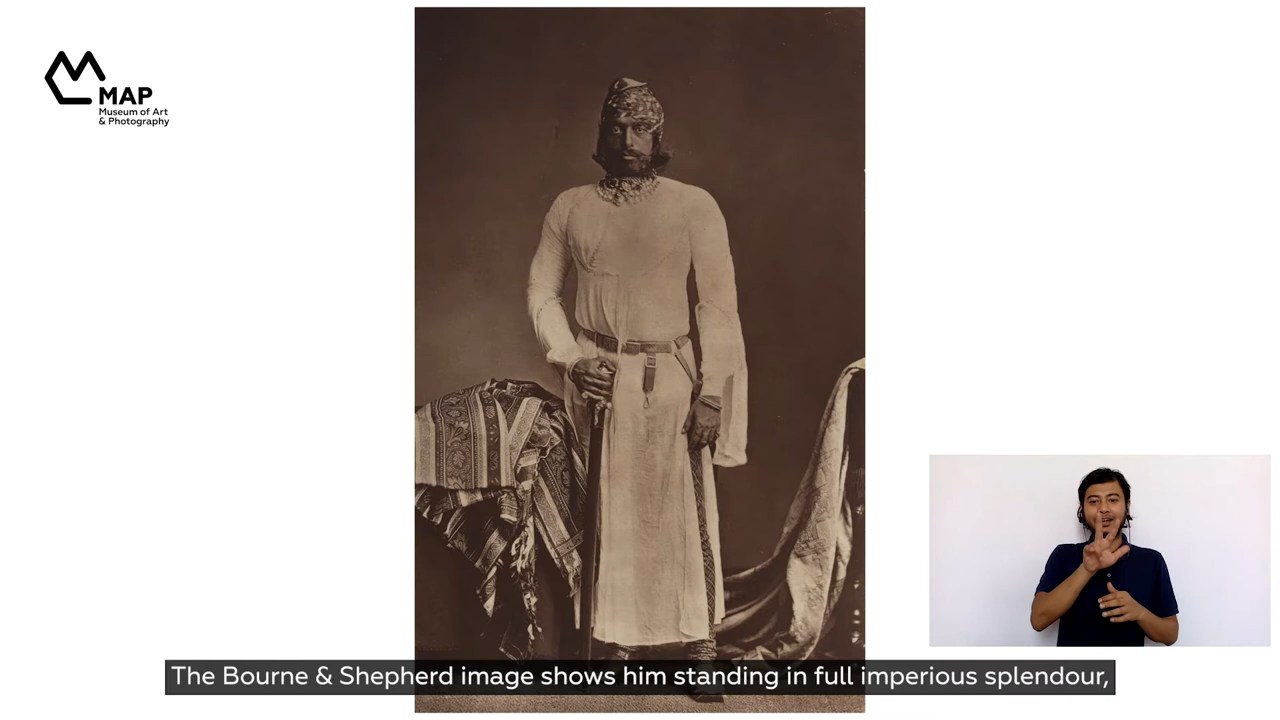 MAP
Museum of Art
& Photography
The Bourne & Shepherd image shows him standing in full imperious splendour,